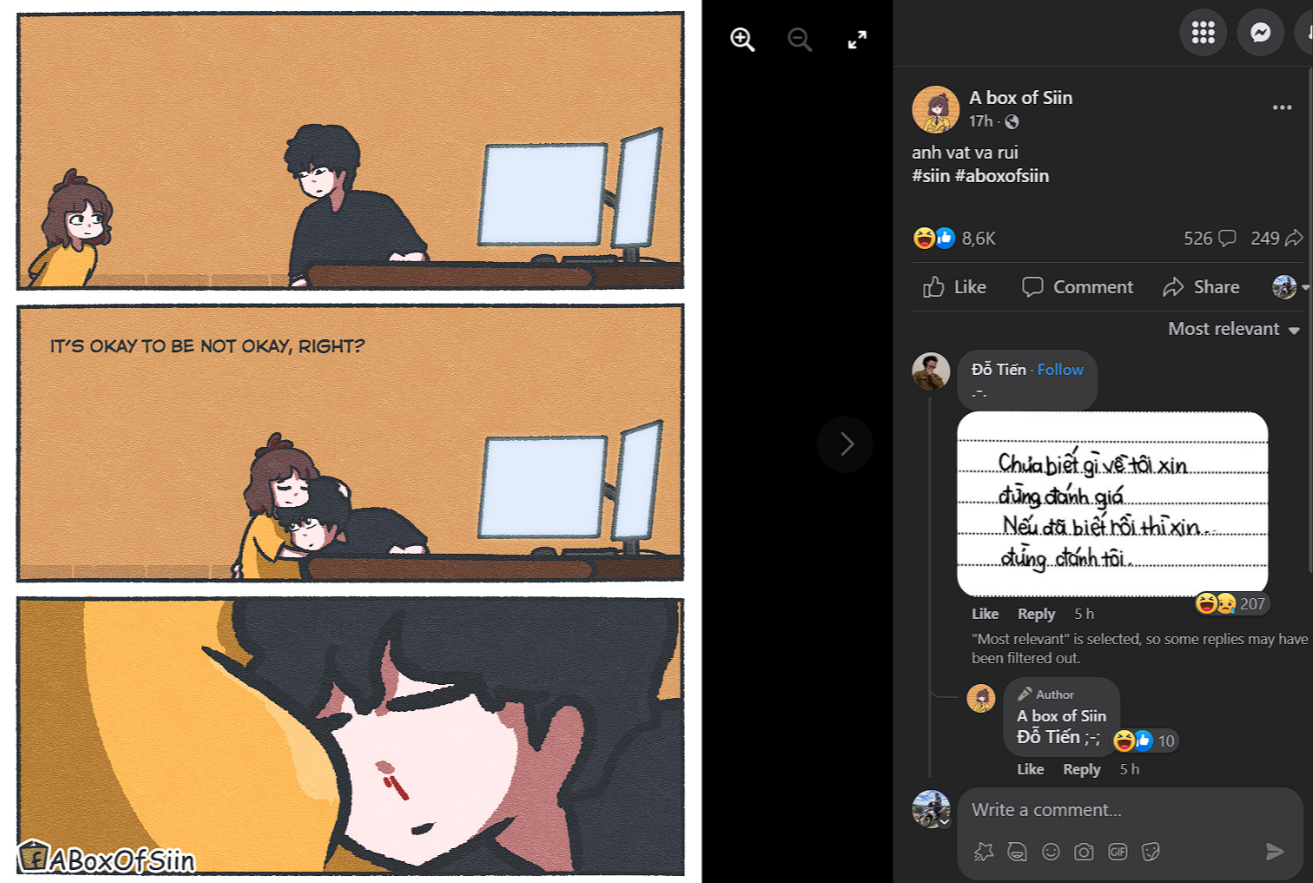 IT'S OKAY TO BE NOT OKAY, RIGHT?
ABoxOfSiin
A box of Siin
17h ·
anh vat va rui
#siin #aboxofsiin
8,6K
526
249
Like
Comment
Share
Most relevant
Đỗ Tiến · Follow
.-.
Chưa biết gì về tôi xin
đừng đánh giá
Nếu đã biết rồi thì xin...
đừng đánh tôi.
Like Reply 5 h
207
"Most relevant" is selected, so some replies may have
been filtered out.
Author
A box of Siin
Đỗ Tiến ;-;
10
Like Reply 5 h
Write a comment...
GIF